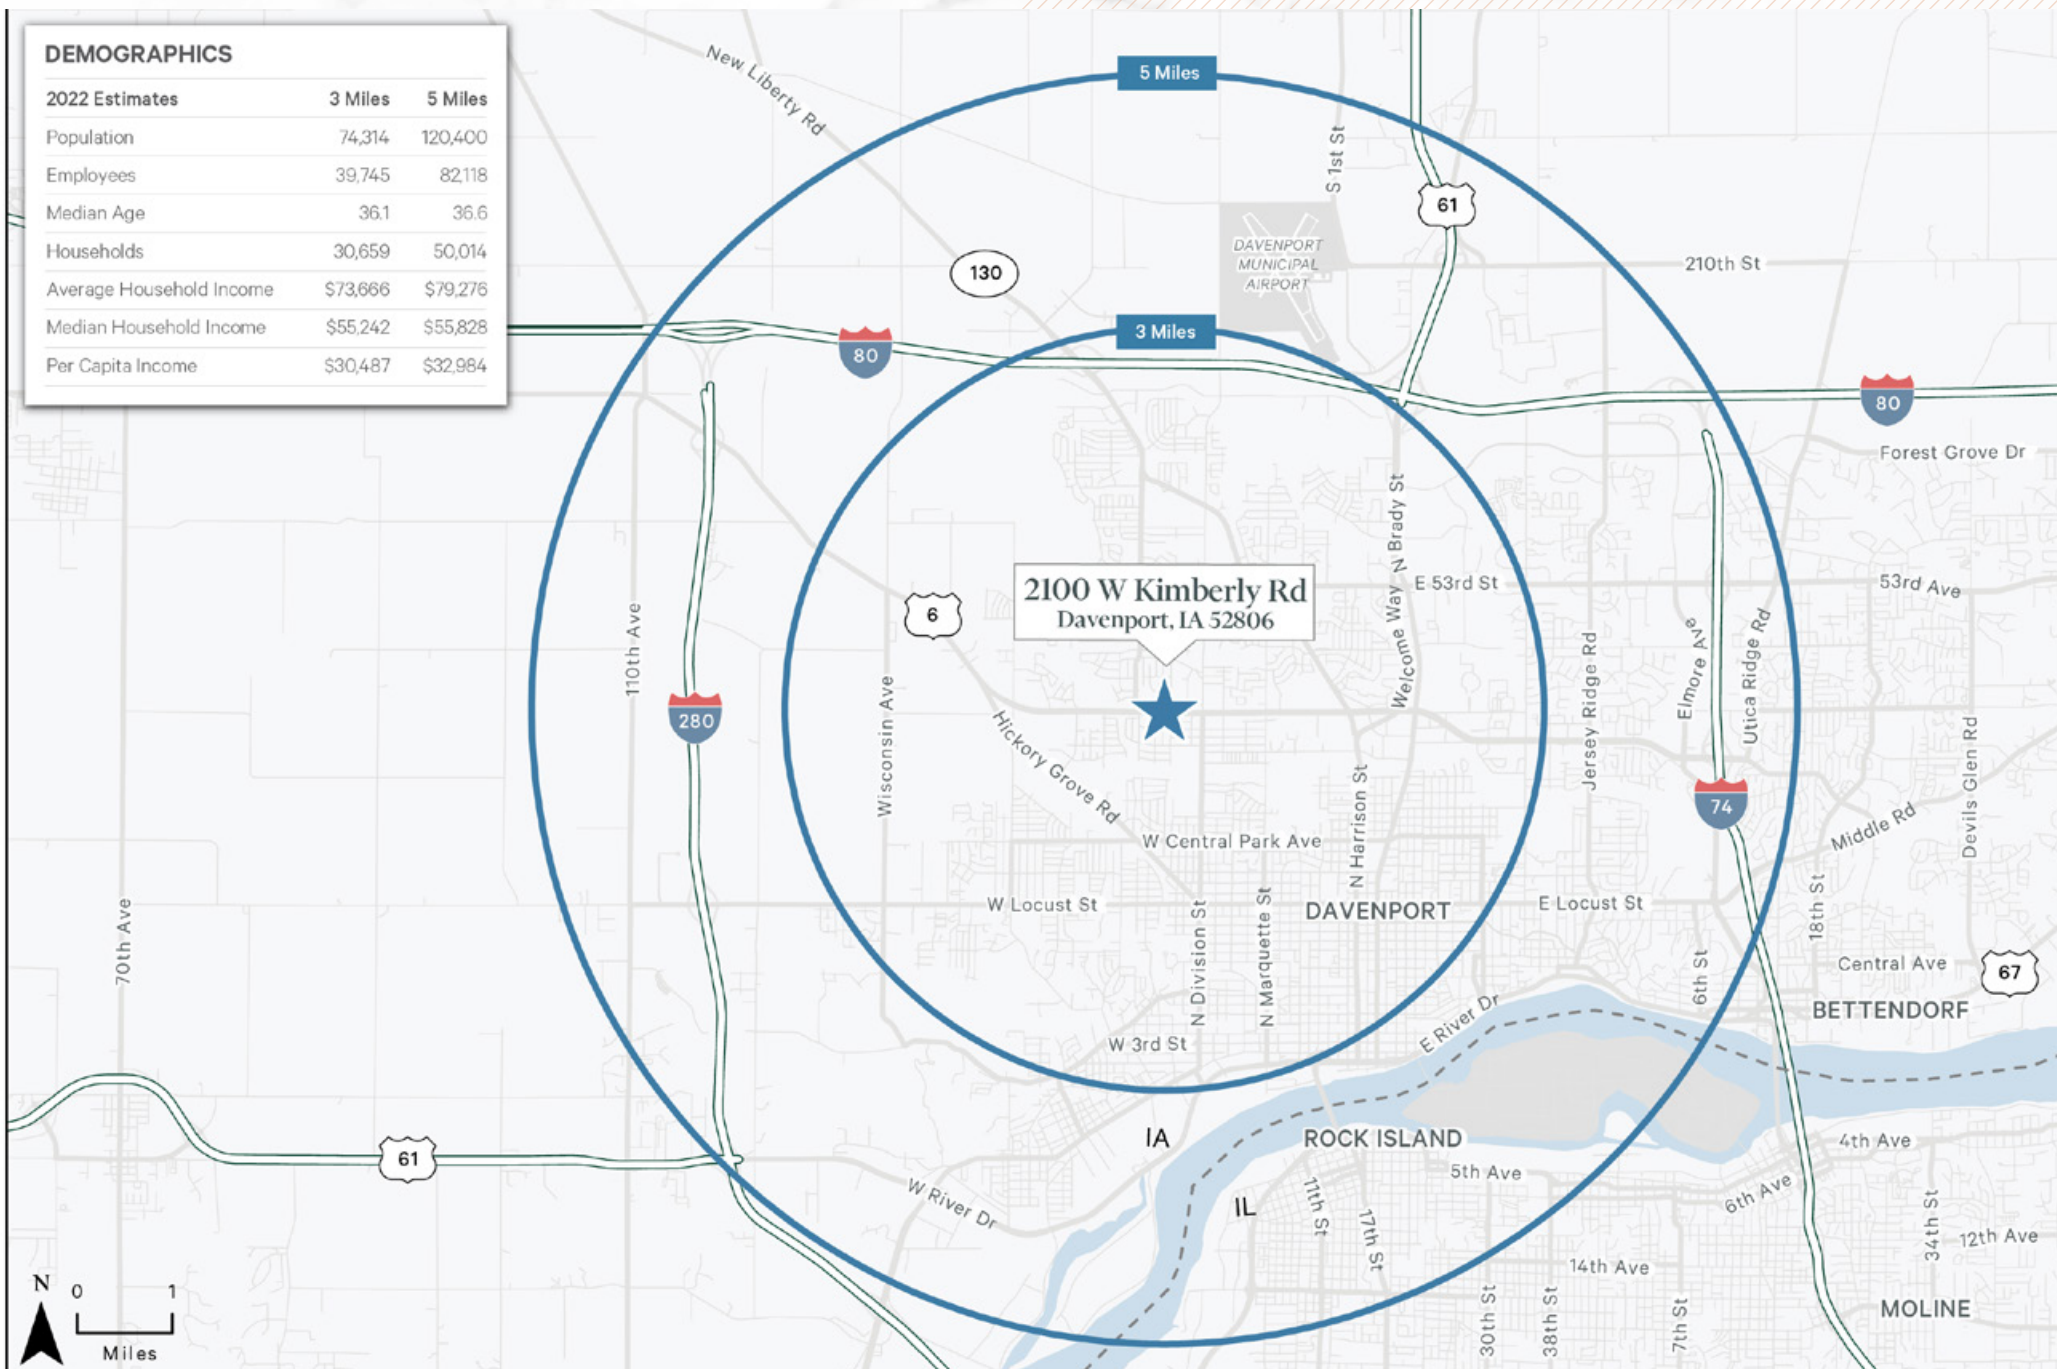 DEMOGRAPHICS
2022 Estimates 3 Miles 5 Miles
Population 74,314 120,400
Employees 39,745 82,118
Median Age 36.1 36.6
Households 30,659 50,014
Average Household Income $73,666 $79,276
Median Household Income $55,242 $55,828
Per Capita Income $30,487 $32,984
New Liberty Rd
5 Miles
S 1st St
61
DAVENPORT
MUNICIPAL
AIRPORT
210th St
130
3 Miles
80
80
Forest Grove Dr
N Brady St
Welcome Way
E 53rd St
53rd Ave
2100 W Kimberly Rd
Davenport, IA 52806
6
110th Ave
280
Wisconsin Ave
Hickory Grove Rd
Jersey Ridge Rd
Elmore Ave
Utica Ridge Rd
Devils Glen Rd
74
Middle Rd
N Harrison St
W Central Park Ave
W Locust St
DAVENPORT
E Locust St
18th St
70th Ave
N Division St
N Marquette St
6th St
Central Ave
67
BETTENDORF
E River Dr
W 3rd St
IA
ROCK ISLAND
4th Ave
61
5th Ave
6th Ave
W River Dr
IL
11th St
17th St
34th St
12th Ave
14th Ave
30th St
38th St
7th St
MOLINE
N
0 1
Miles